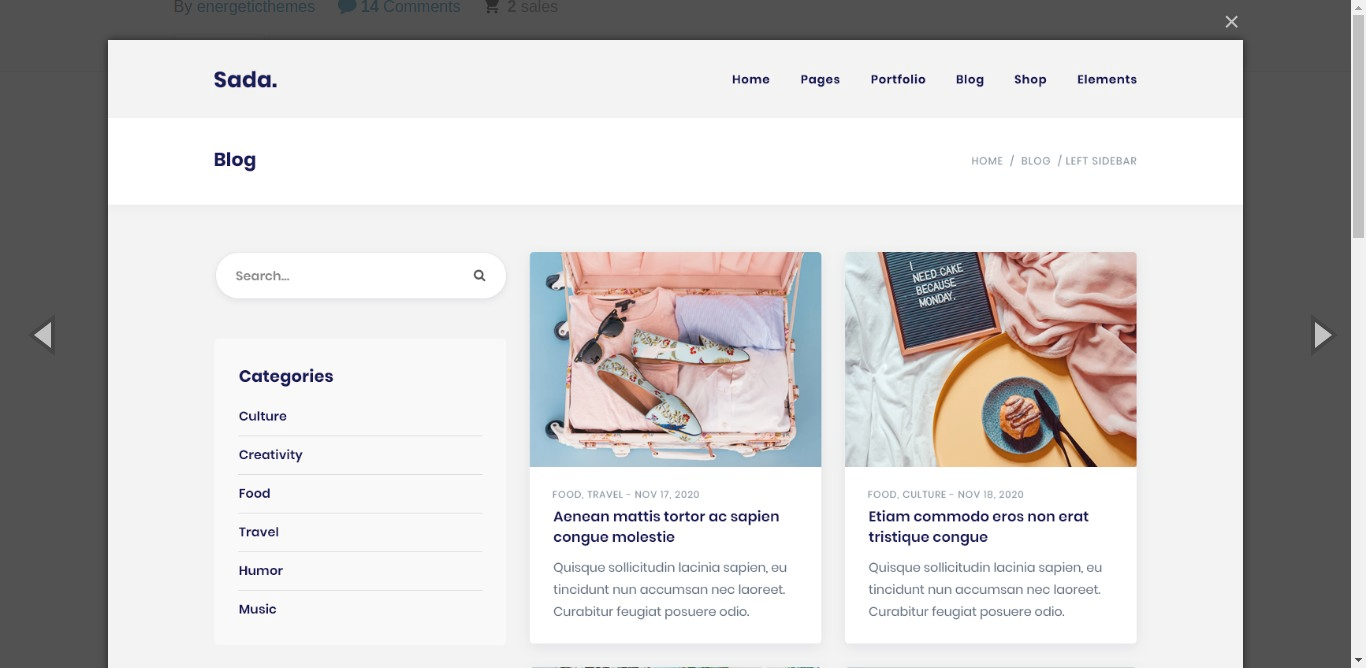 By energeticthemes 14 Comments 2 sales
Sada.
Home Pages Portfolio Blog Shop Elements
Blog
HOME / BLOG / LEFT SIDEBAR
Search...
Categories
Culture
Creativity
Food
Travel
Humor
Music
FOOD, TRAVEL - NOV 17, 2020
Aenean mattis tortor ac sapien
congue molestie
Quisque sollicitudin lacinia sapien, eu
tincidunt nun accumsan nec laoreet.
Curabitur feugiat posuere odio.
I
NEED CAKE
BECAUSE
MONDAY.
FOOD, CULTURE - NOV 18, 2020
Etiam commodo eros non erat
tristique congue
Quisque sollicitudin lacinia sapien, eu
tincidunt nun accumsan nec laoreet.
Curabitur feugiat posuere odio.